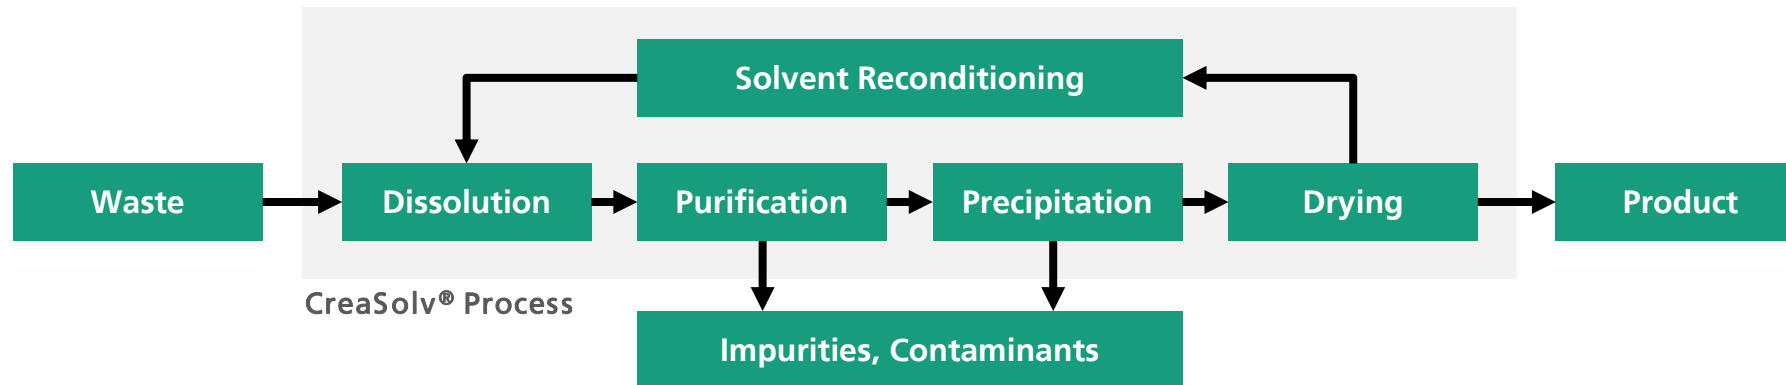 Solvent Reconditioning
Waste
Dissolution
Purification
Precipitation
Drying
Product
CreaSolv® Process
Impurities, Contaminants